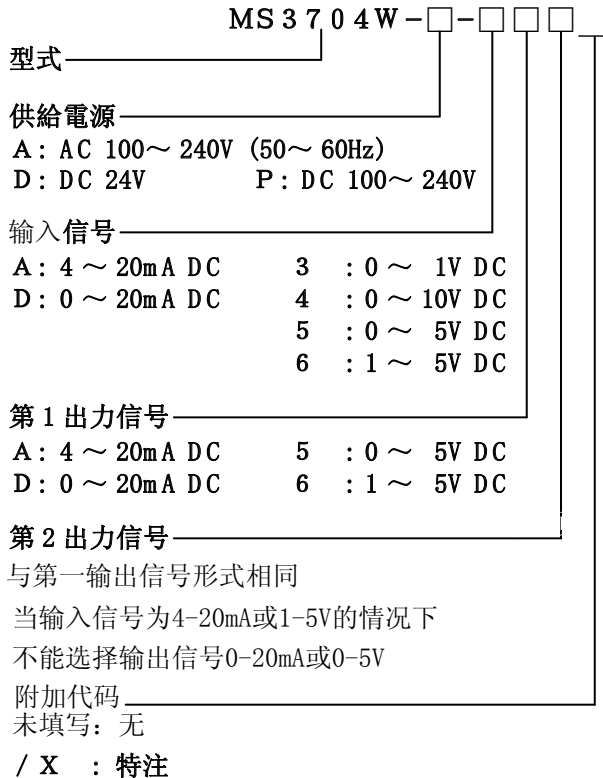 MS3704W-□-□□□
型式
供給電源
A: AC 100～240V (50～60Hz)
D: DC 24V P: DC 100～240V
输入信号
A: 4～20mA DC 3 : 0～ 1V DC
D: 0～20mA DC 4 : 0～10V DC
5 : 0～ 5V DC
6 : 1～ 5V DC
第1出力信号
A: 4～20mA DC 5 : 0～ 5V DC
D: 0～20mA DC 6 : 1～ 5V DC
第2出力信号
与第一输出信号形式相同
当输入信号为4-20mA或1-5V的情况下
不能选择输出信号0-20mA或0-5V
附加代码
未填写: 无
/X : 特注